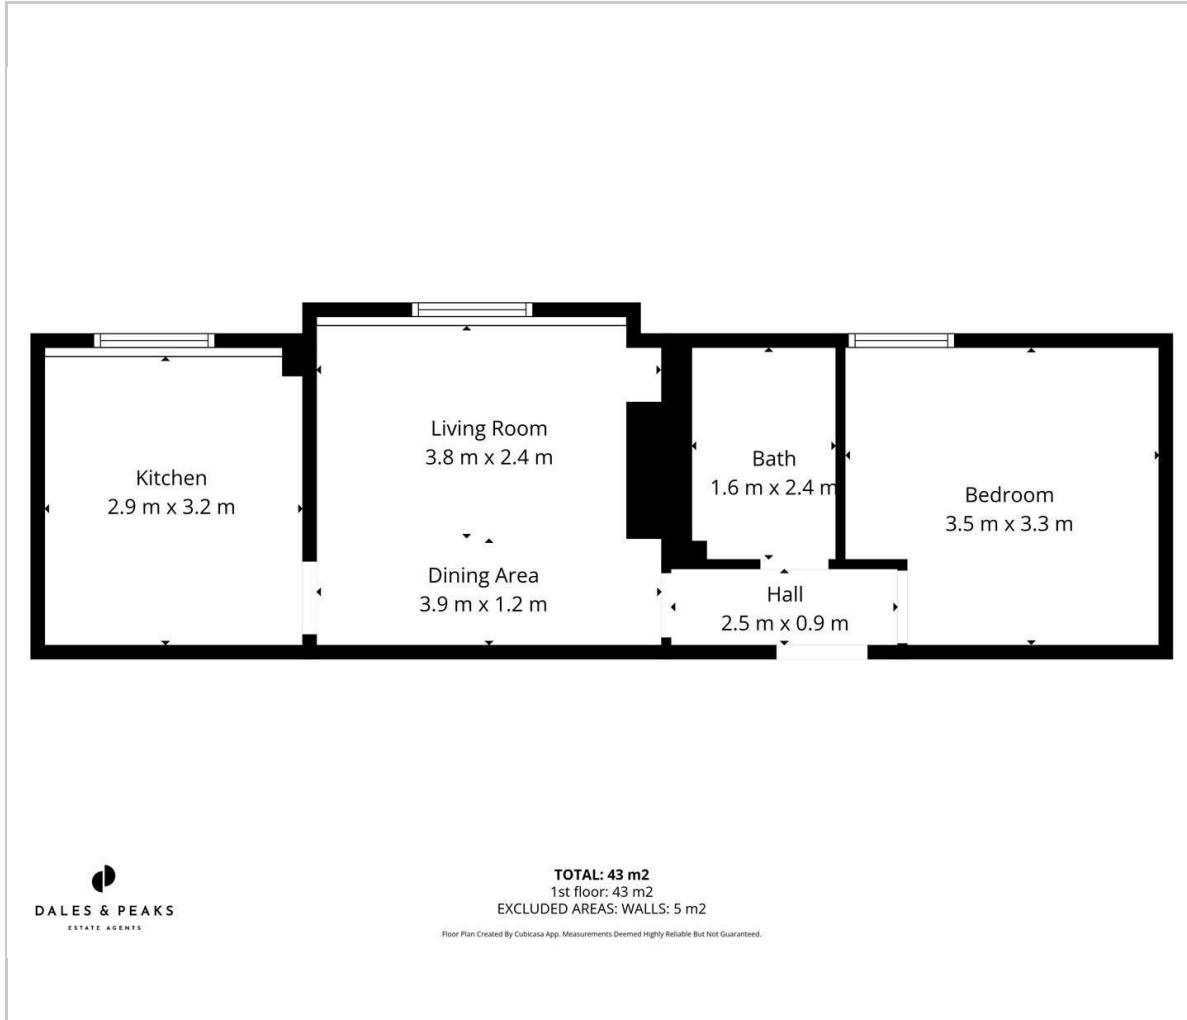 Living Room
3.8 m x 2.4 m
Kitchen
2.9 m x 3.2 m
Bath
1.6 m x 2.4 m
Bedroom
3.5 m x 3.3 m
Dining Area
3.9 m x 1.2 m
Hall
2.5 m x 0.9 m
TOTAL: 43 m2
1st floor: 43 m2
EXCLUDED AREAS: WALLS: 5 m2
Floor Plan Created By Cubicasa App. Measurements Deemed Highly Reliable But Not Guaranteed.
DALES & PEAKS
ESTATE AGENTS